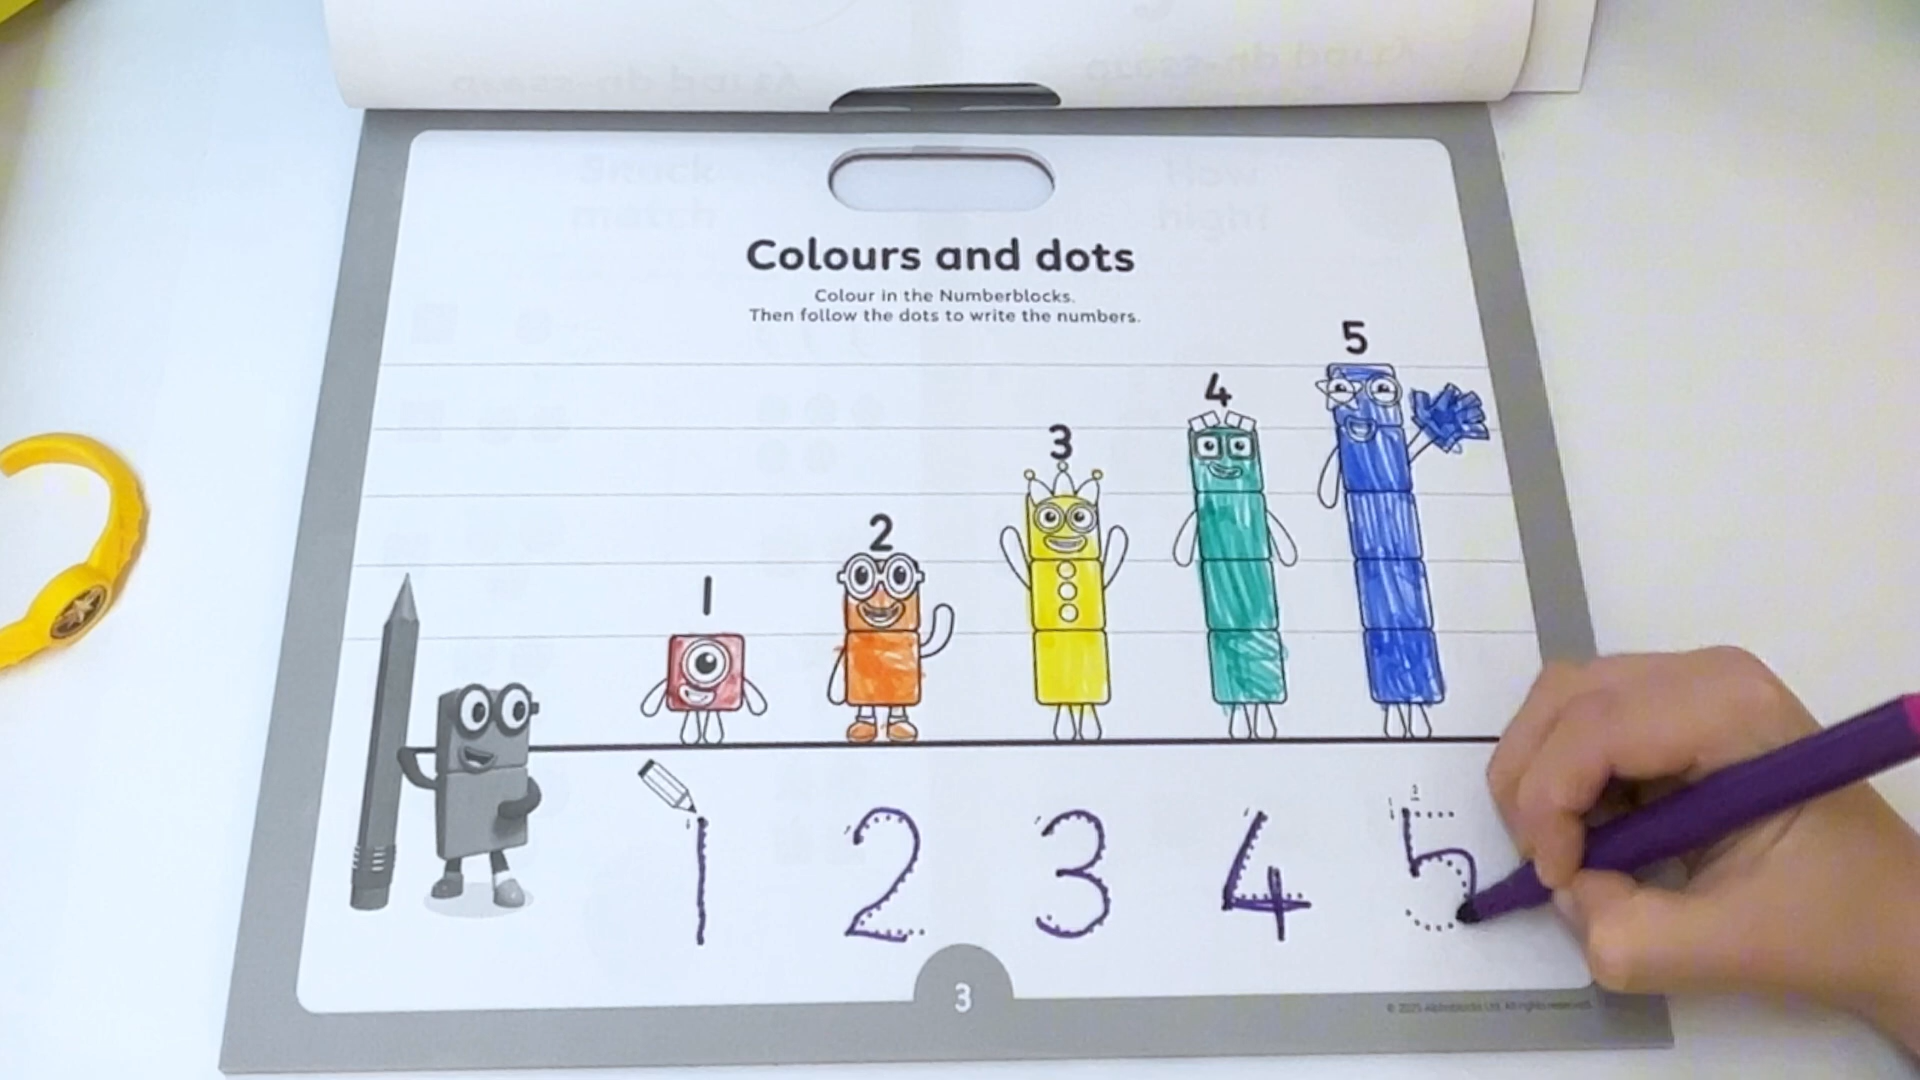 Colours and dots
Colour in the Numberblocks.
Then follow the dots to write the numbers.
1 2 3 4 5
1 2 3 4 5
3